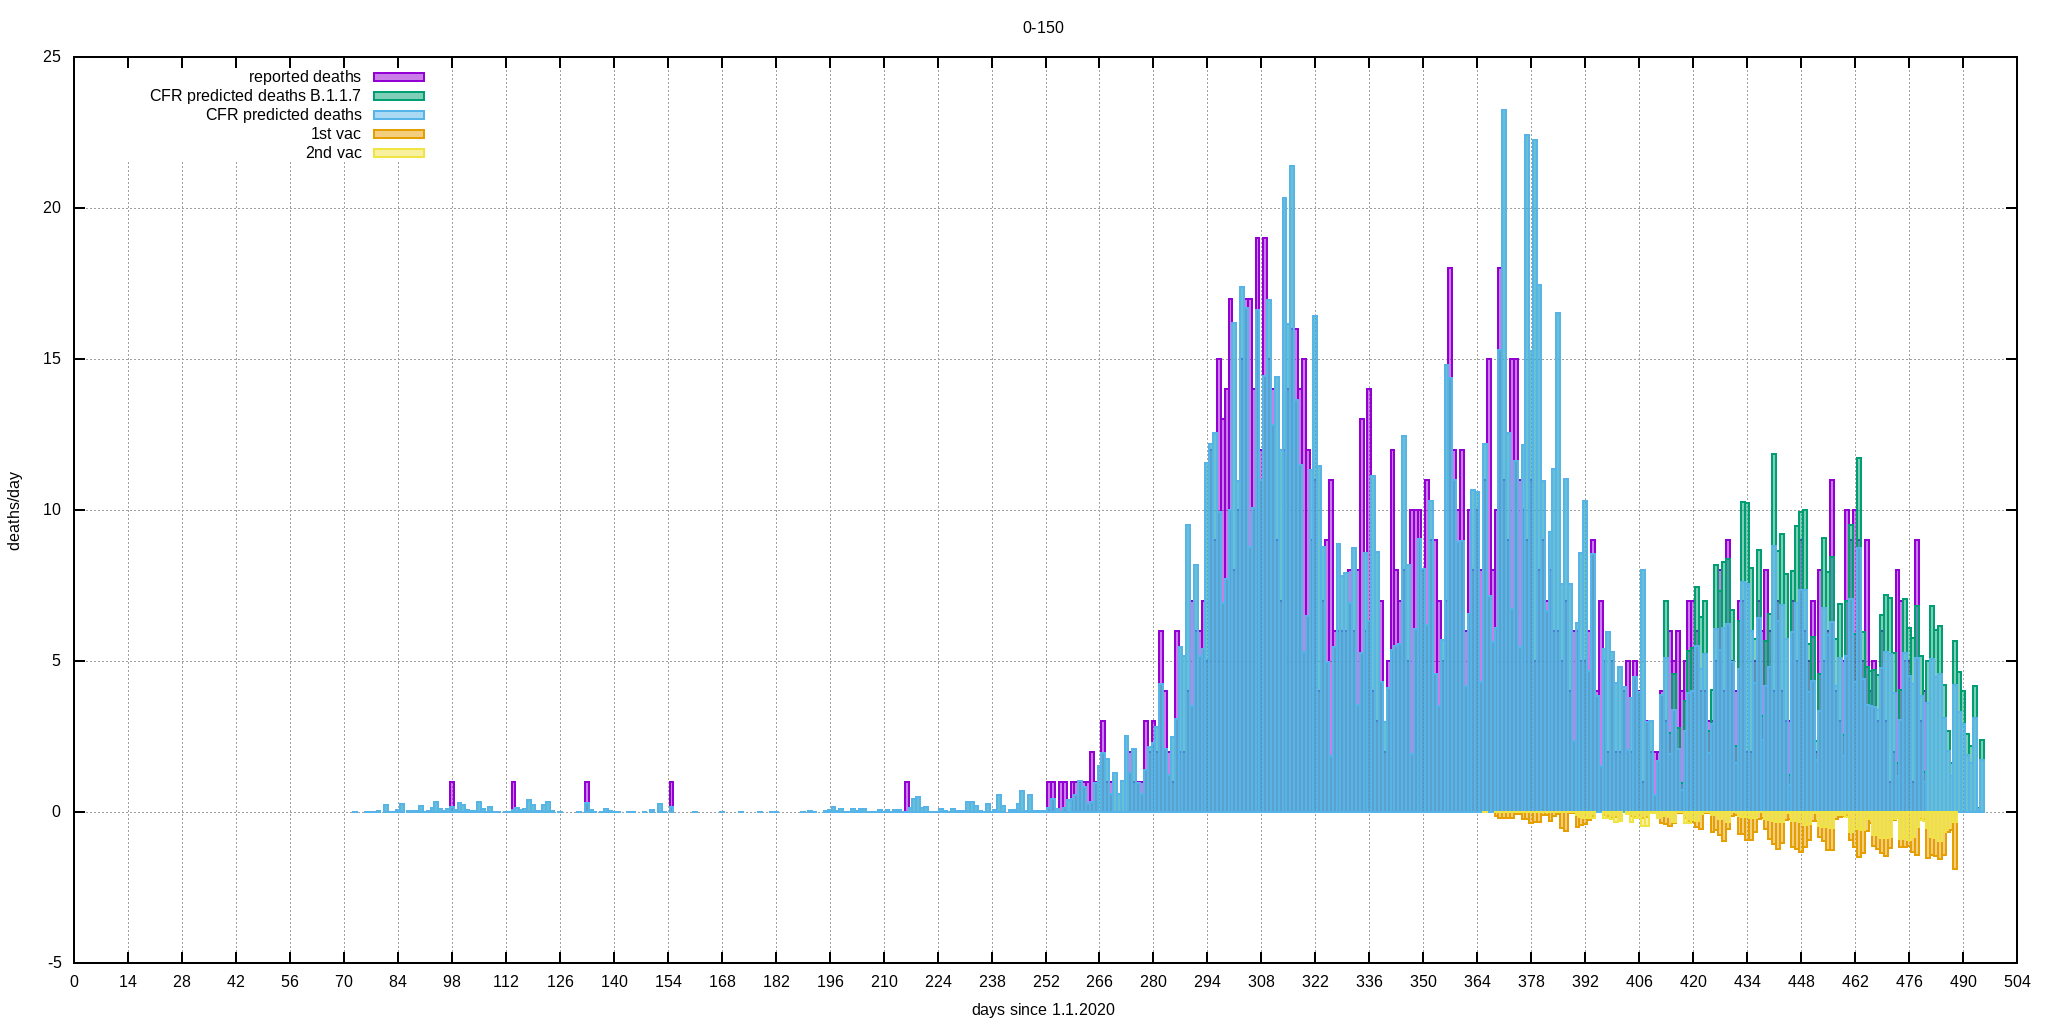 0-150
25
20
15
10
5
0
-5
deaths/day
reported deaths
CFR predicted deaths B.1.1.7
CFR predicted deaths
1st vac
2nd vac
0 14 28 42 56 70 84 98 112 126 140 154 168 182 196 210 224 238 252 266 280 294 308 322 336 350 364 378 392 406 420 434 448 462 476 490 504
days since 1.1.2020